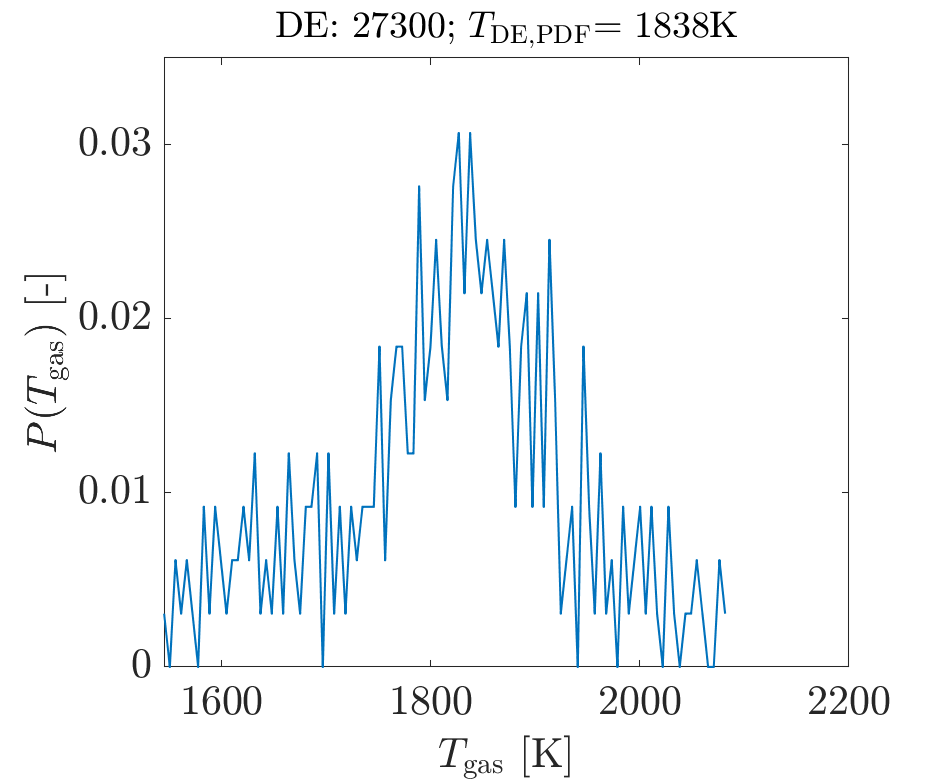 DE: 27300; T_DE,PDF= 1838K
0.03
0.02
0.01
0
P(T_gas) [-]
1600 1800 2000 2200
T_gas [K]